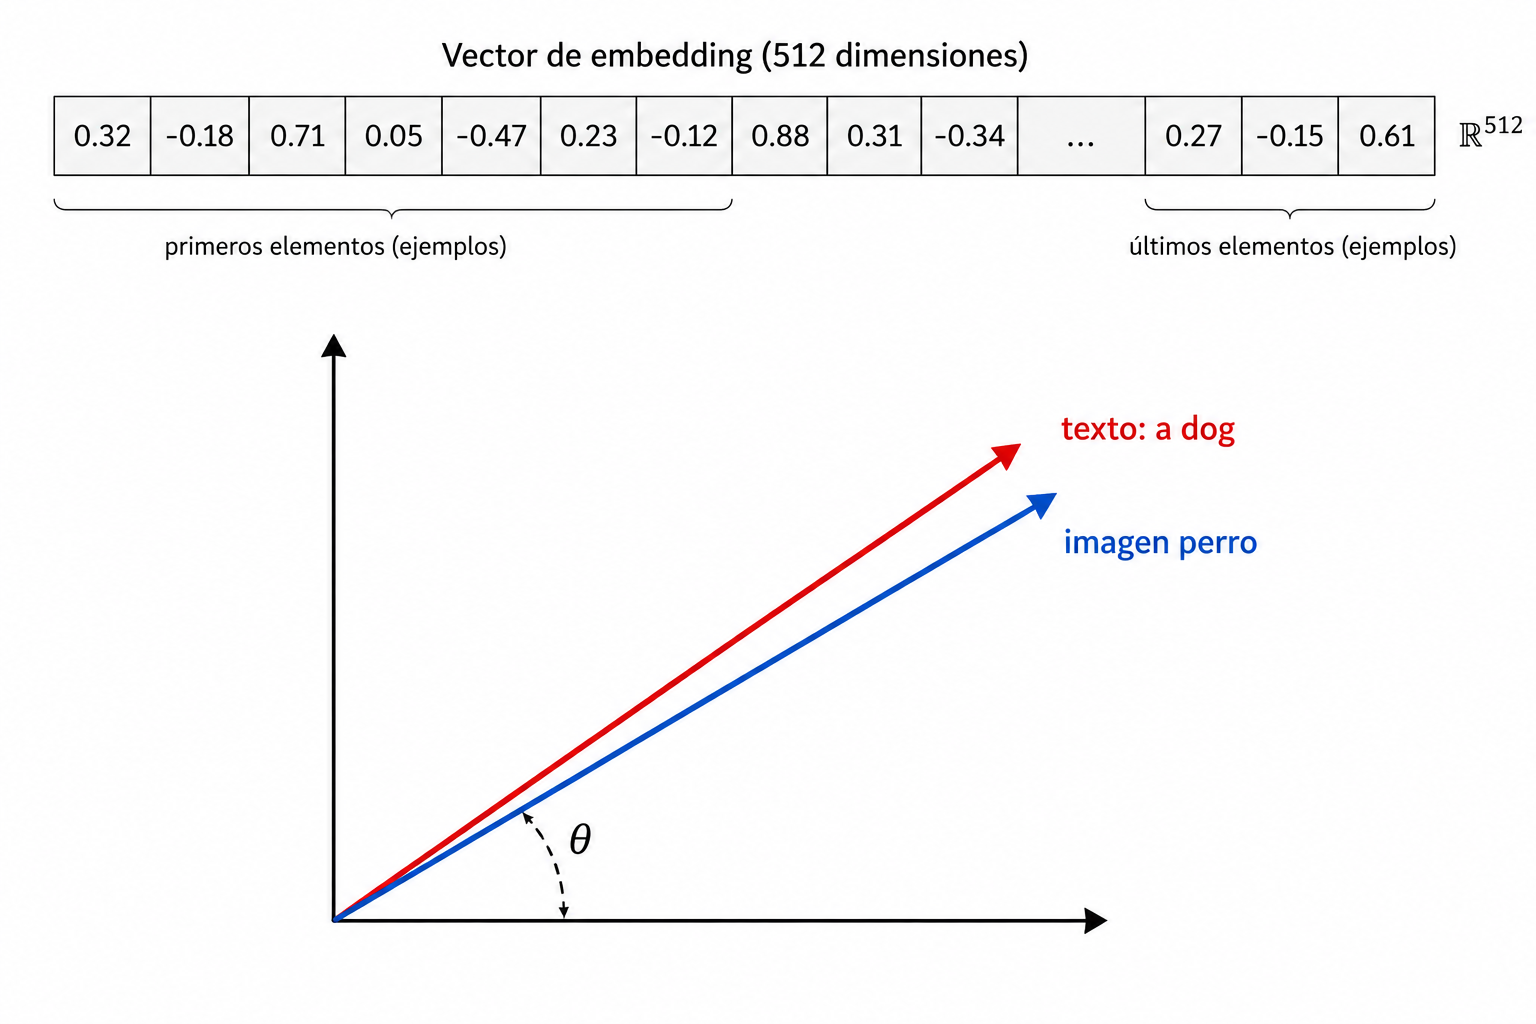 Vector de embedding (512 dimensiones)
0.32 -0.18 0.71 0.05 -0.47 0.23 -0.12 0.88 0.31 -0.34 ... 0.27 -0.15 0.61 ℝ^512
primeros elementos (ejemplos) últimos elementos (ejemplos)
texto: a dog
imagen perro
θ